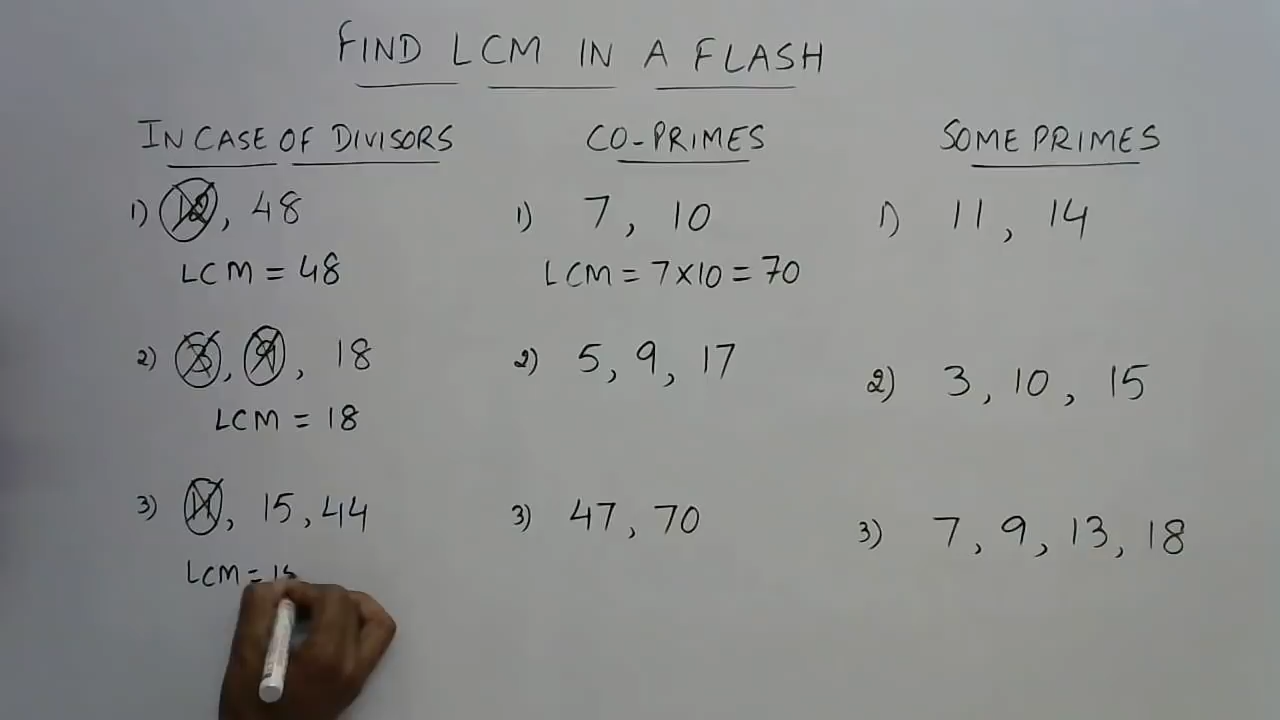 FIND LCM IN A FLASH
IN CASE OF DIVISORS
1) 12, 48
LCM = 48
2) 3, 9, 18
LCM = 18
3) 11, 15, 44
LCM = 15
CO-PRIMES
1) 7, 10
LCM = 7×10 = 70
2) 5, 9, 17
3) 47, 70
SOME PRIMES
1) 11, 14
2) 3, 10, 15
3) 7, 9, 13, 18